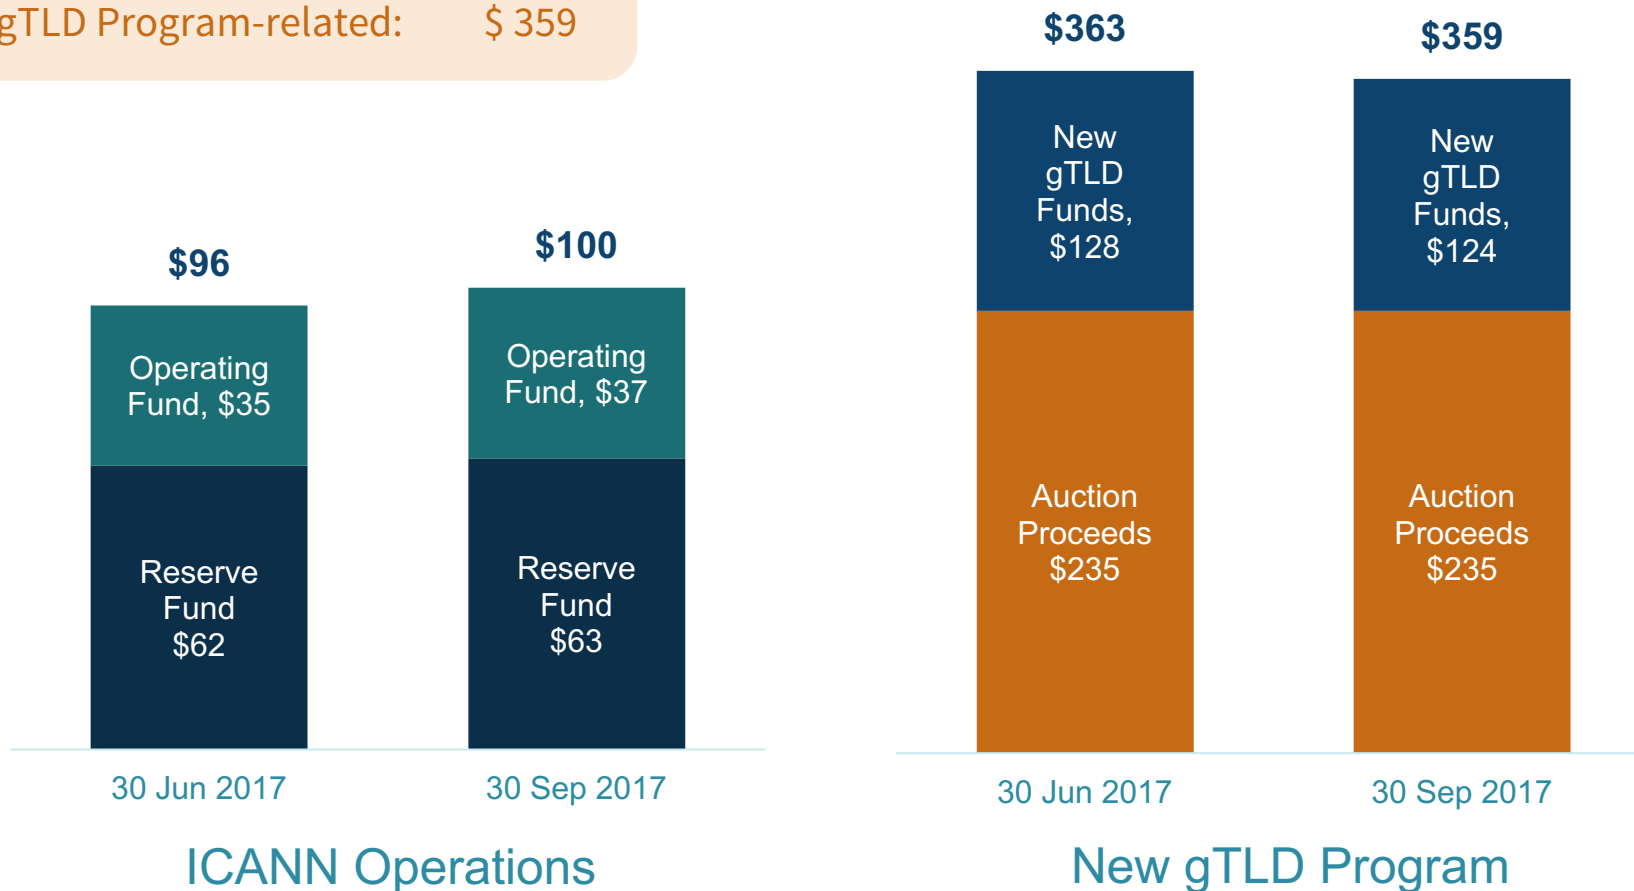 gTLD Program-related: $ 359
$96
Operating
Fund, $35
Reserve
Fund
$62
30 Jun 2017
$100
Operating
Fund, $37
Reserve
Fund
$63
30 Sep 2017
ICANN Operations
$363
New
gTLD
Funds,
$128
Auction
Proceeds
$235
30 Jun 2017
$359
New
gTLD
Funds,
$124
Auction
Proceeds
$235
30 Sep 2017
New gTLD Program